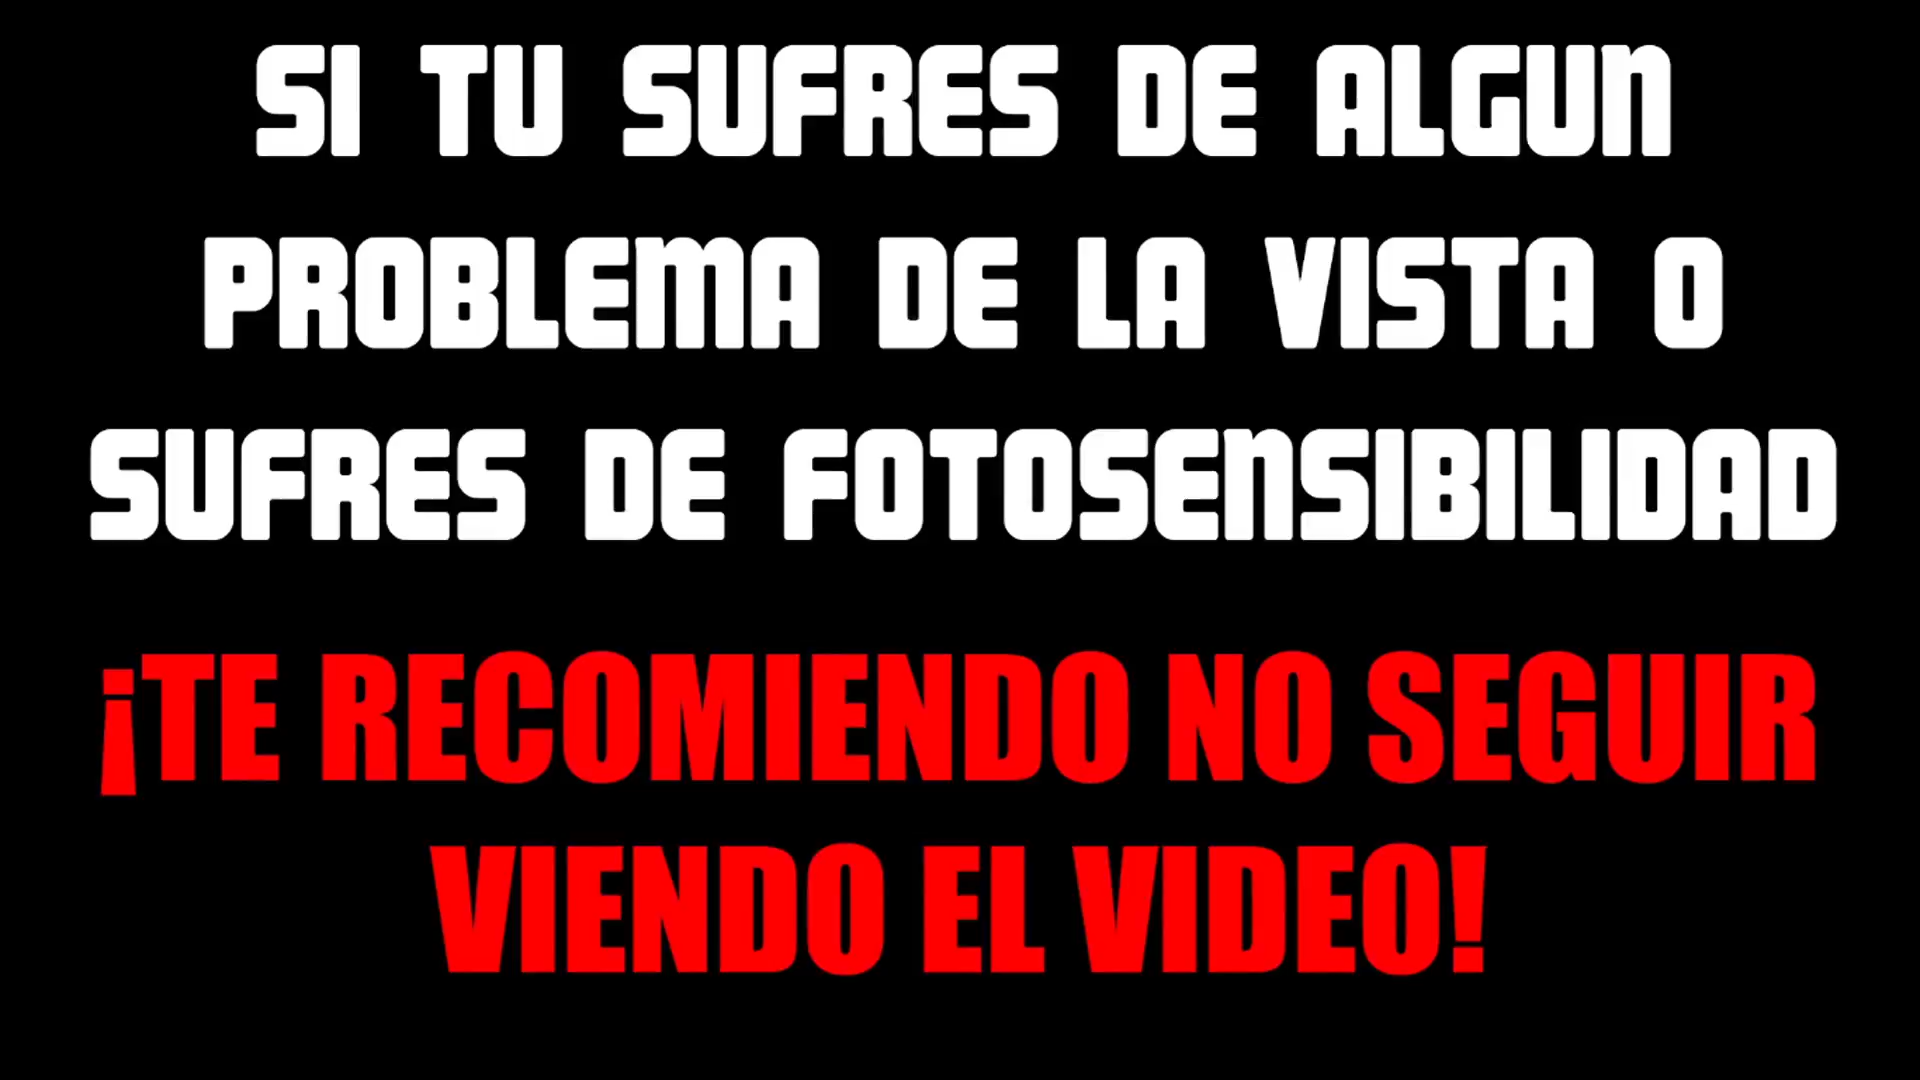 SI TU SUFRES DE ALGUN
PROBLEMA DE LA VISTA O
SUFRES DE FOTOSENSIBILIDAD
¡TE RECOMIENDO NO SEGUIR
VIENDO EL VIDEO!